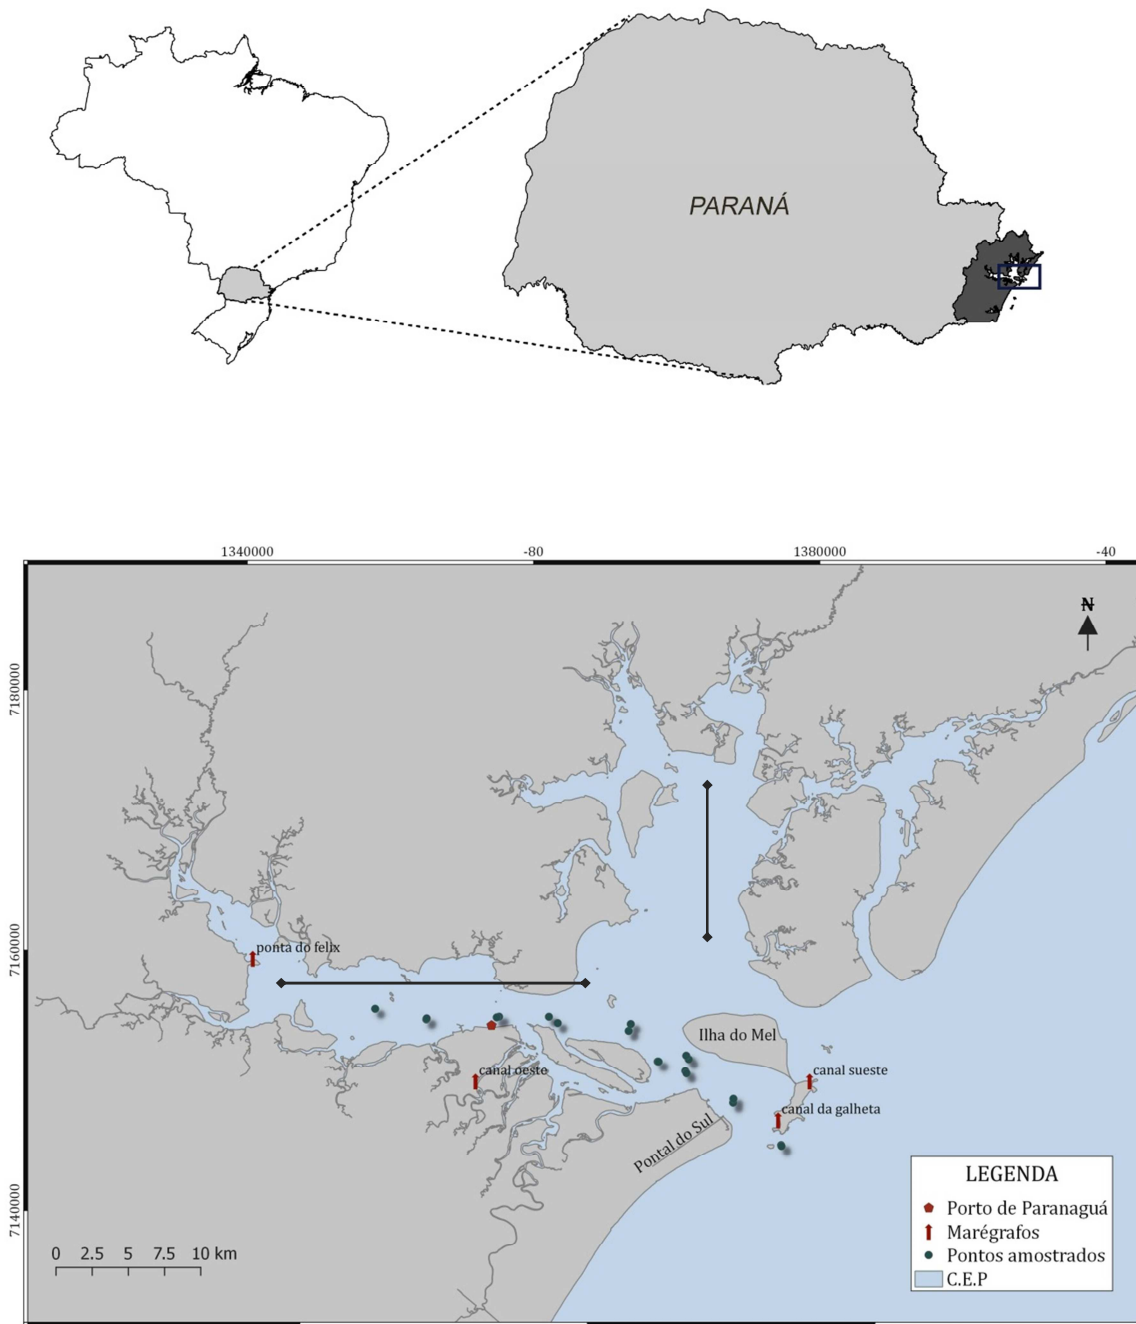 PARANÁ
1340000
-80
1380000
-40
N
7180000
7160000
7140000
ponta do felix
Ilha do Mel
canal oeste
canal sueste
canal da galheta
Pontal do Sul
LEGENDA
Porto de Paranaguá
Marégrafos
Pontos amostrados
C.E.P
0 2.5 5 7.5 10 km